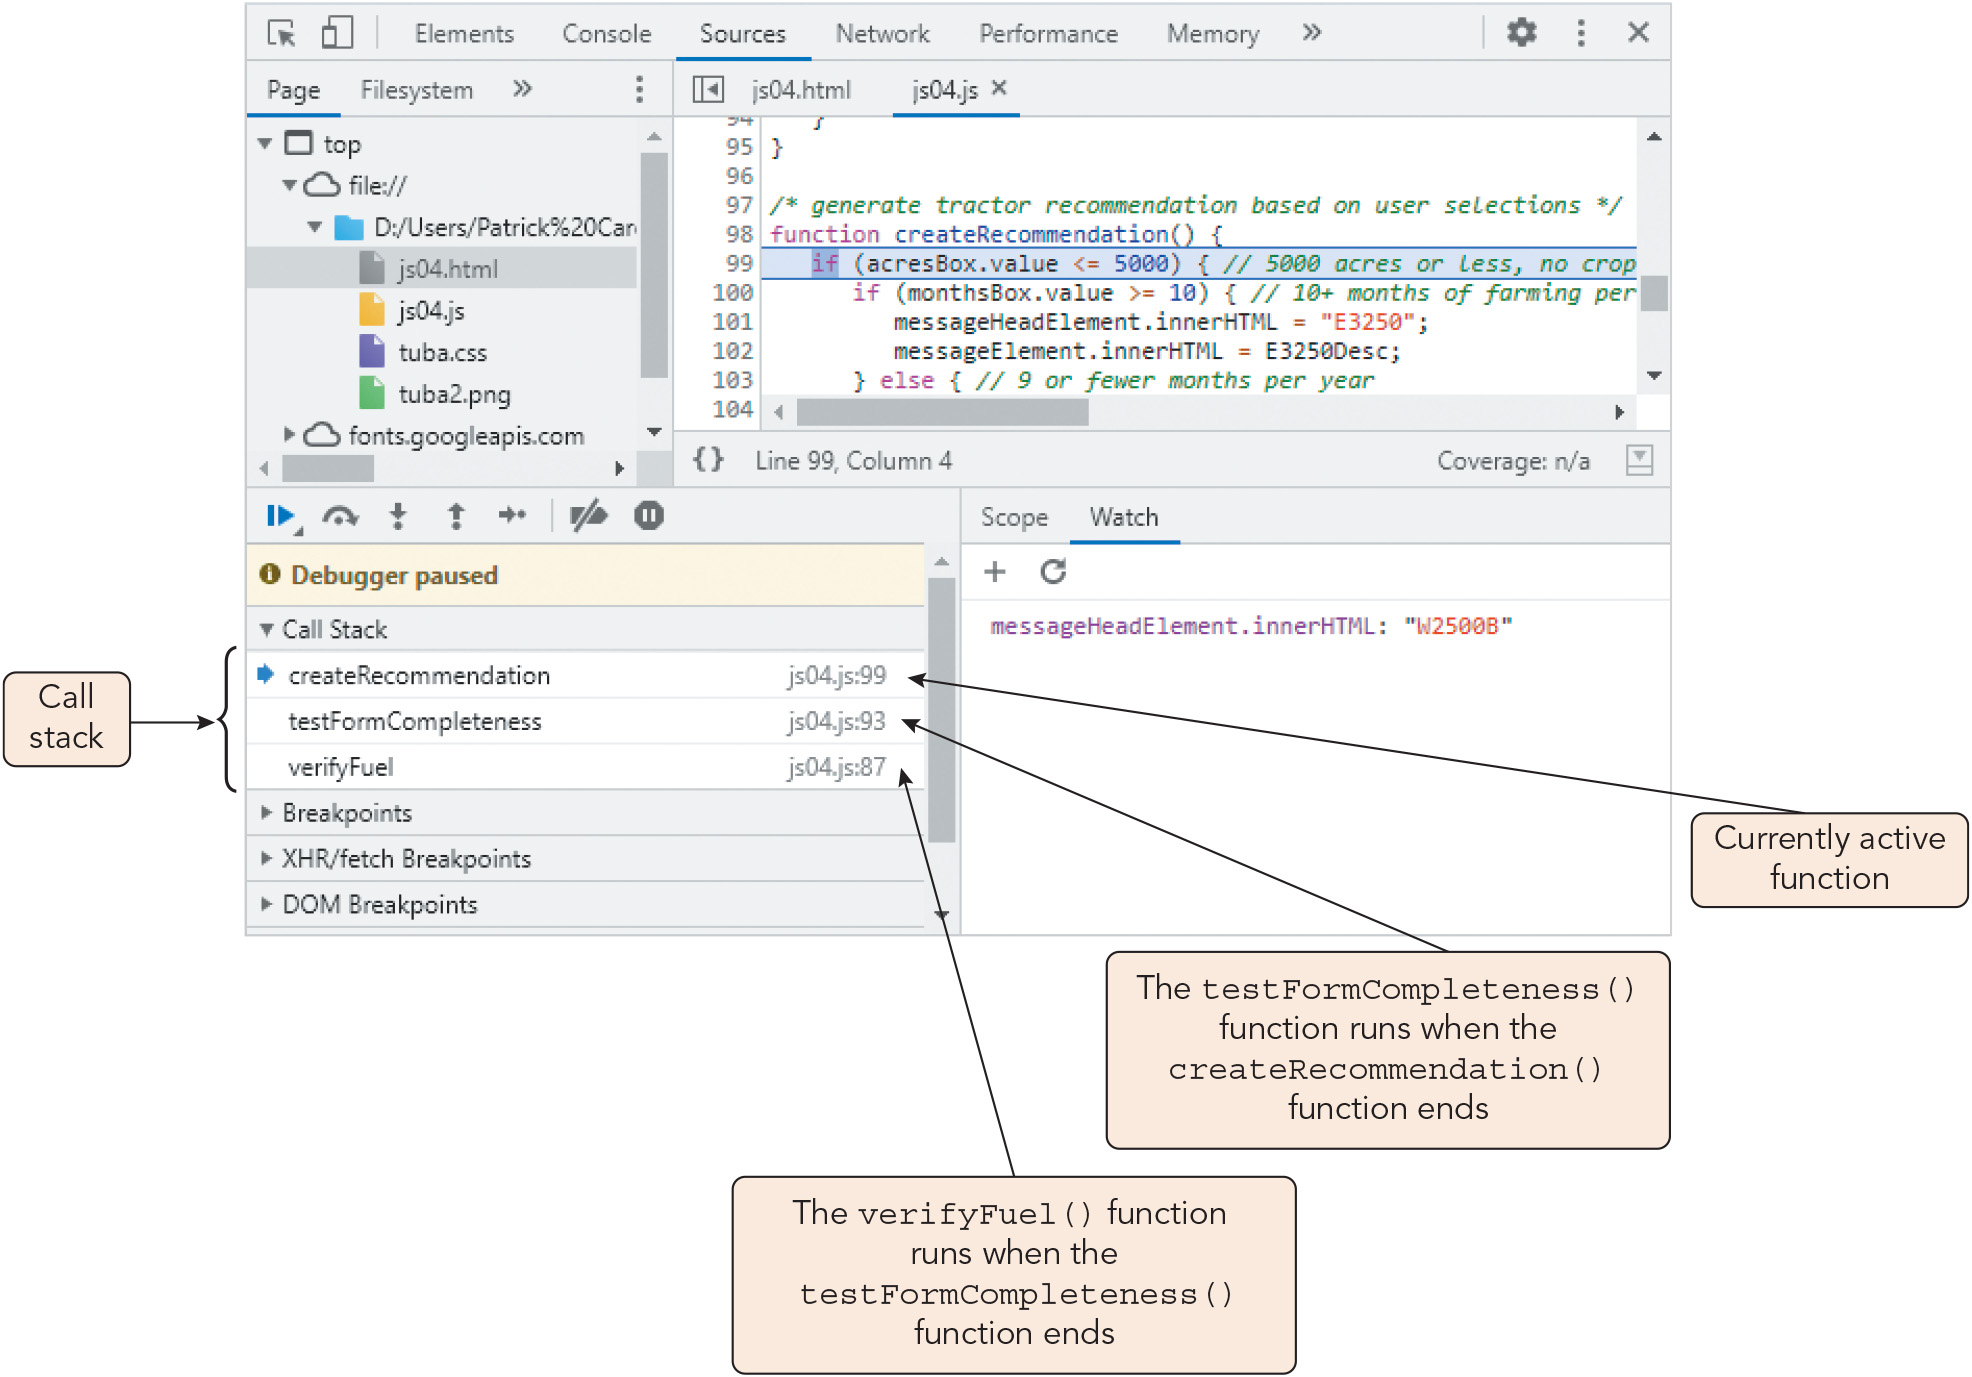 Elements Console Sources Network Performance Memory »
Page Filesystem » js04.html js04.js ×
top
file://
D:/Users/Patrick%20Car
js04.html
js04.js
tuba.css
tuba2.png
fonts.googleapis.com
94 }
95 }
96
97 /* generate tractor recommendation based on user selections */
98 function createRecommendation() {
99 if (acresBox.value <= 5000) { // 5000 acres or less, no crop
100 if (monthsBox.value >= 10) { // 10+ months of farming per
101 messageHeadElement.innerHTML = "E3250";
102 messageElement.innerHTML = E3250Desc;
103 } else { // 9 or fewer months per year
104
{} Line 99, Column 4 Coverage: n/a
Scope Watch
Debugger paused
messageHeadElement.innerHTML: "W2500B"
Call Stack
createRecommendation js04.js:99
testFormCompleteness js04.js:93
verifyFuel js04.js:87
Breakpoints
XHR/fetch Breakpoints
DOM Breakpoints
Call
stack
Currently active
function
The testFormCompleteness()
function runs when the
createRecommendation()
function ends
The verifyFuel() function
runs when the
testFormCompleteness()
function ends